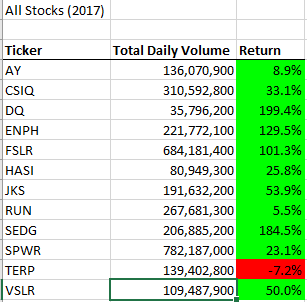 All Stocks (2017)
Ticker Total Daily Volume Return
AY 136,070,900 8.9%
CSIQ 310,592,800 33.1%
DQ 35,796,200 199.4%
ENPH 221,772,100 129.5%
FSLR 684,181,400 101.3%
HASI 80,949,300 25.8%
JKS 191,632,200 53.9%
RUN 267,681,300 5.5%
SEDG 206,885,200 184.5%
SPWR 782,187,000 23.1%
TERP 139,402,800 -7.2%
VSLR 109,487,900 50.0%